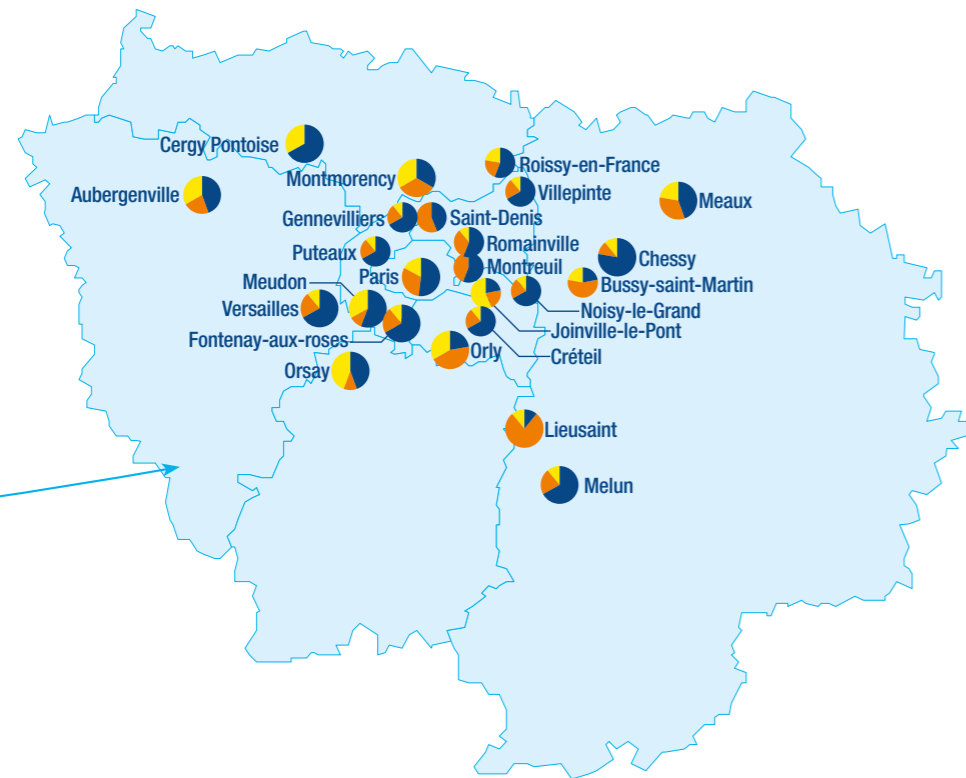 Cergy Pontoise
Roissy-en-France
Montmorency
Villepinte
Aubergenville
Meaux
Gennevilliers
Saint-Denis
Romainville
Puteaux
Chessy
Montreuil
Paris
Meudon
Bussy-saint-Martin
Versailles
Noisy-le-Grand
Joinville-le-Pont
Fontenay-aux-roses
Orly
Créteil
Orsay
Lieusaint
Melun